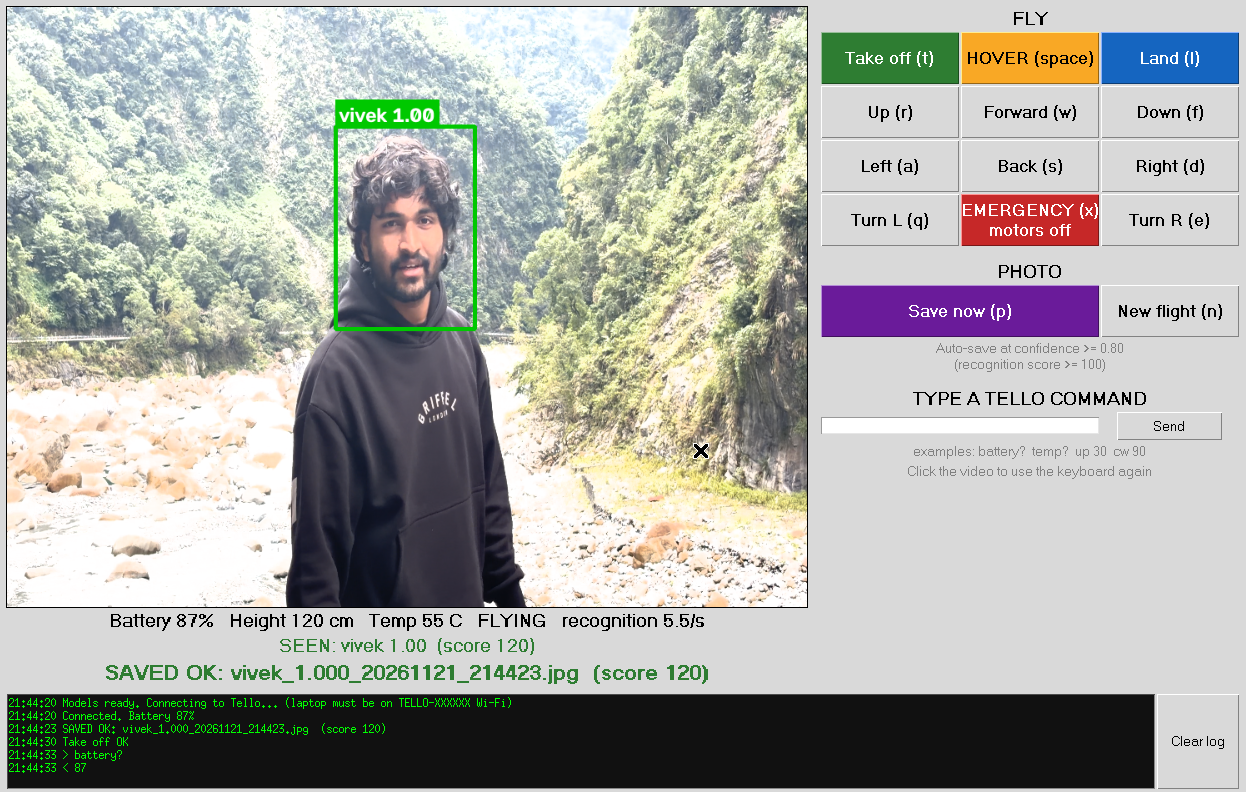 vivek 1.00
GRIFFEL
LONDON
Battery 87% Height 120 cm Temp 55 C FLYING recognition 5.5/s
SEEN: vivek 1.00 (score 120)
SAVED OK: vivek_1.000_20261121_214423.jpg (score 120)
FLY
Take off (t)
HOVER (space)
Land (l)
Up (r)
Forward (w)
Down (f)
Left (a)
Back (s)
Right (d)
Turn L (q)
EMERGENCY (x)
motors off
Turn R (e)
PHOTO
Save now (p)
New flight (n)
Auto-save at confidence >= 0.80
(recognition score >= 100)
TYPE A TELLO COMMAND
Send
examples: battery? temp? up 30 cw 90
Click the video to use the keyboard again
21:44:20 Models ready. Connecting to Tello... (laptop must be on TELLO-XXXXXX Wi-Fi)
21:44:20 Connected. Battery 87%
21:44:23 SAVED OK: vivek_1.000_20261121_214423.jpg (score 120)
21:44:30 Take off OK
21:44:33 > battery?
21:44:33 < 87
Clear log